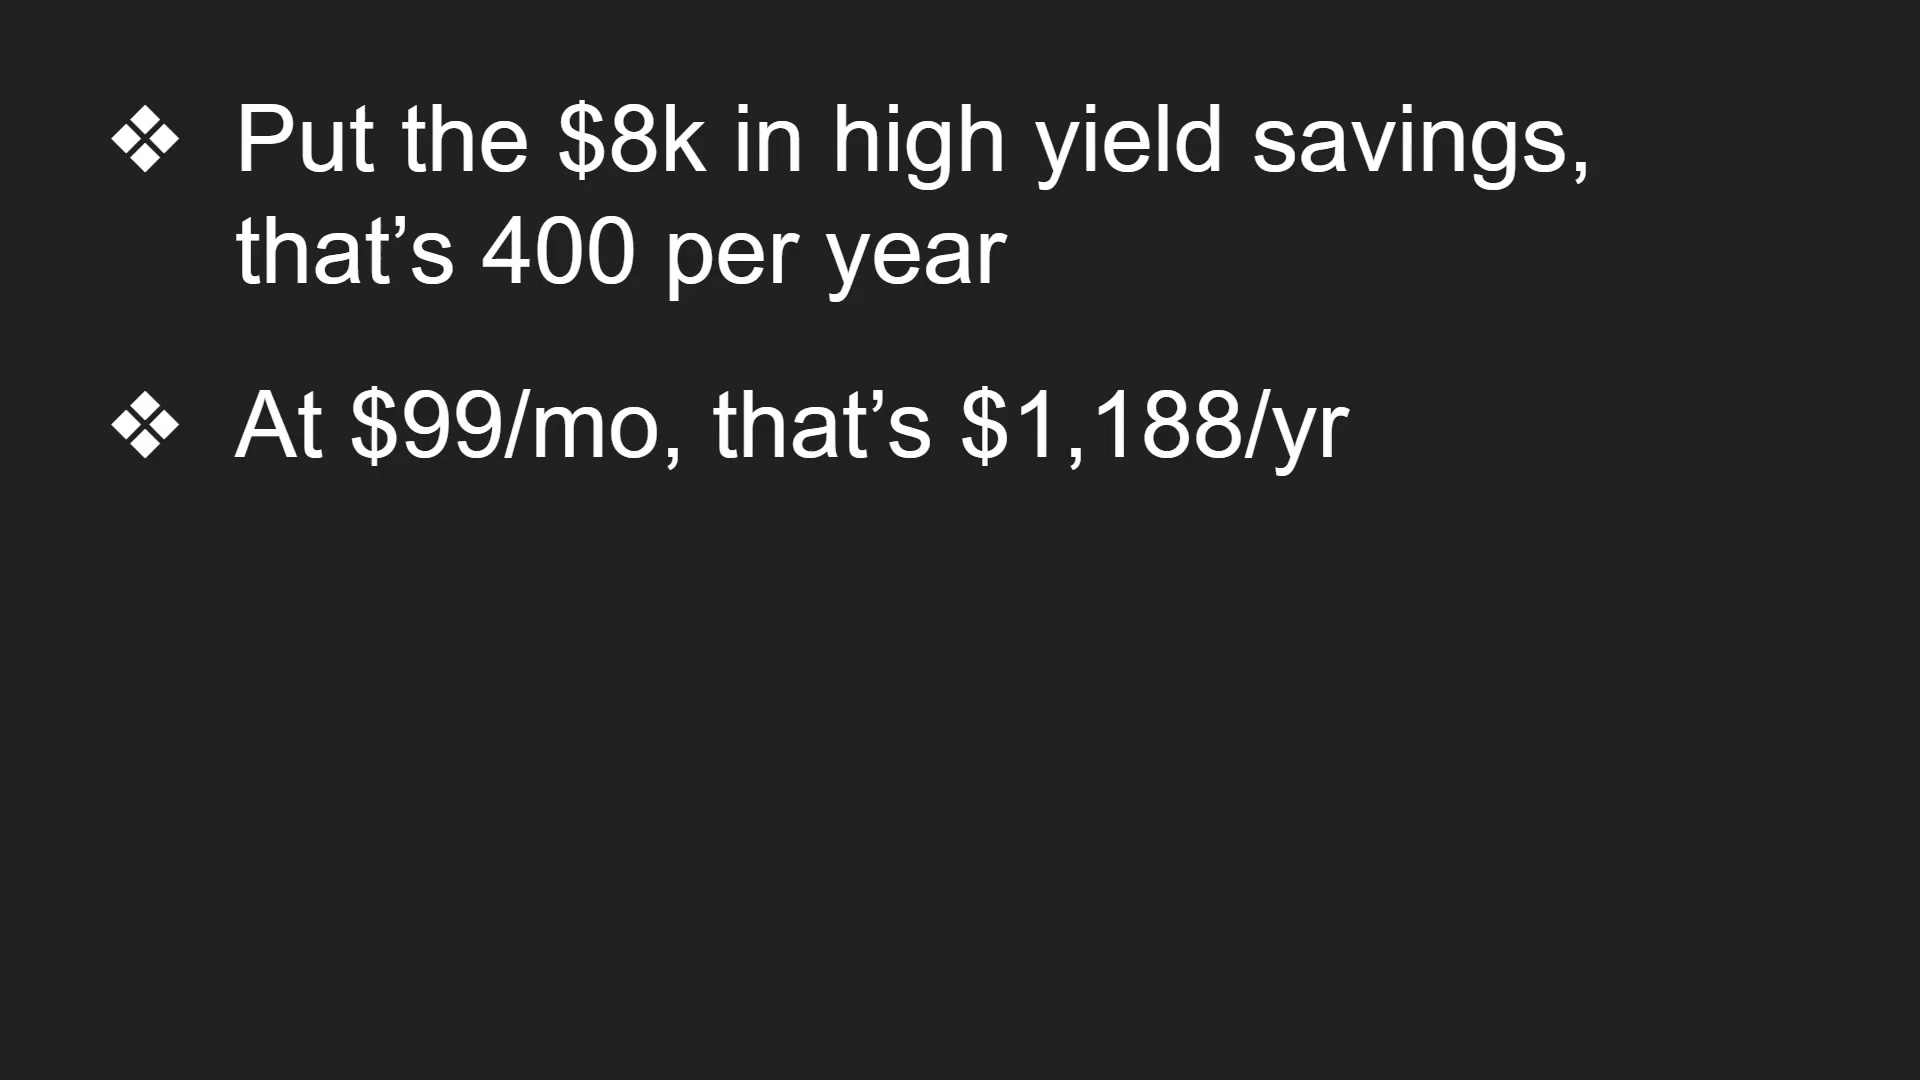 ❖ Put the $8k in high yield savings,
that’s 400 per year
❖ At $99/mo, that’s $1,188/yr